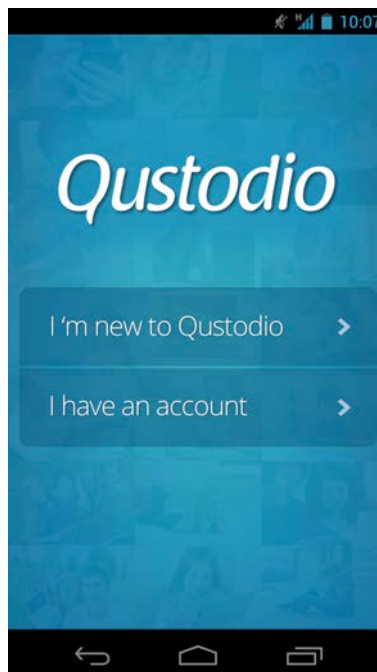 H 10:07
Qustodio
I ‘m new to Qustodio
I have an account